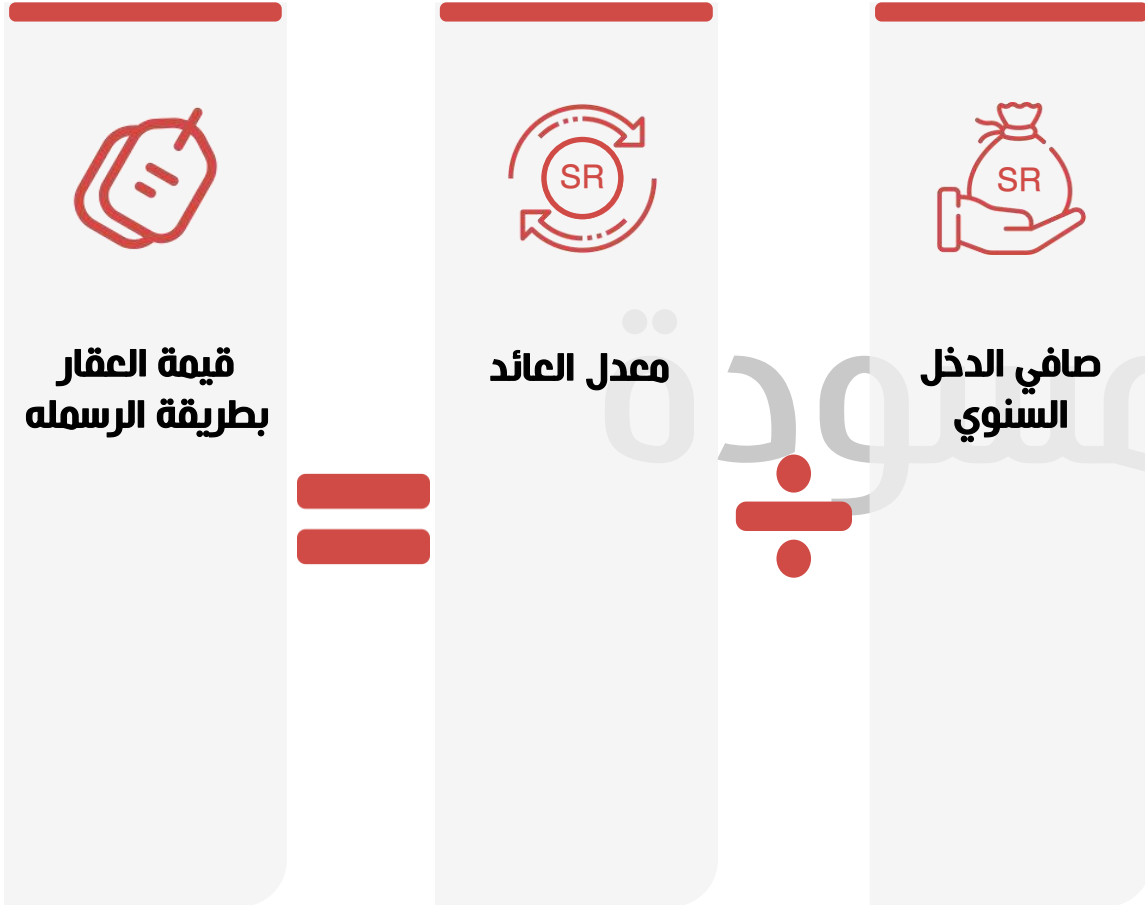 SR
صافي الدخل
السنوي
SR
معدل العائد
قيمة العقار
بطريقة الرسمله
مسودة